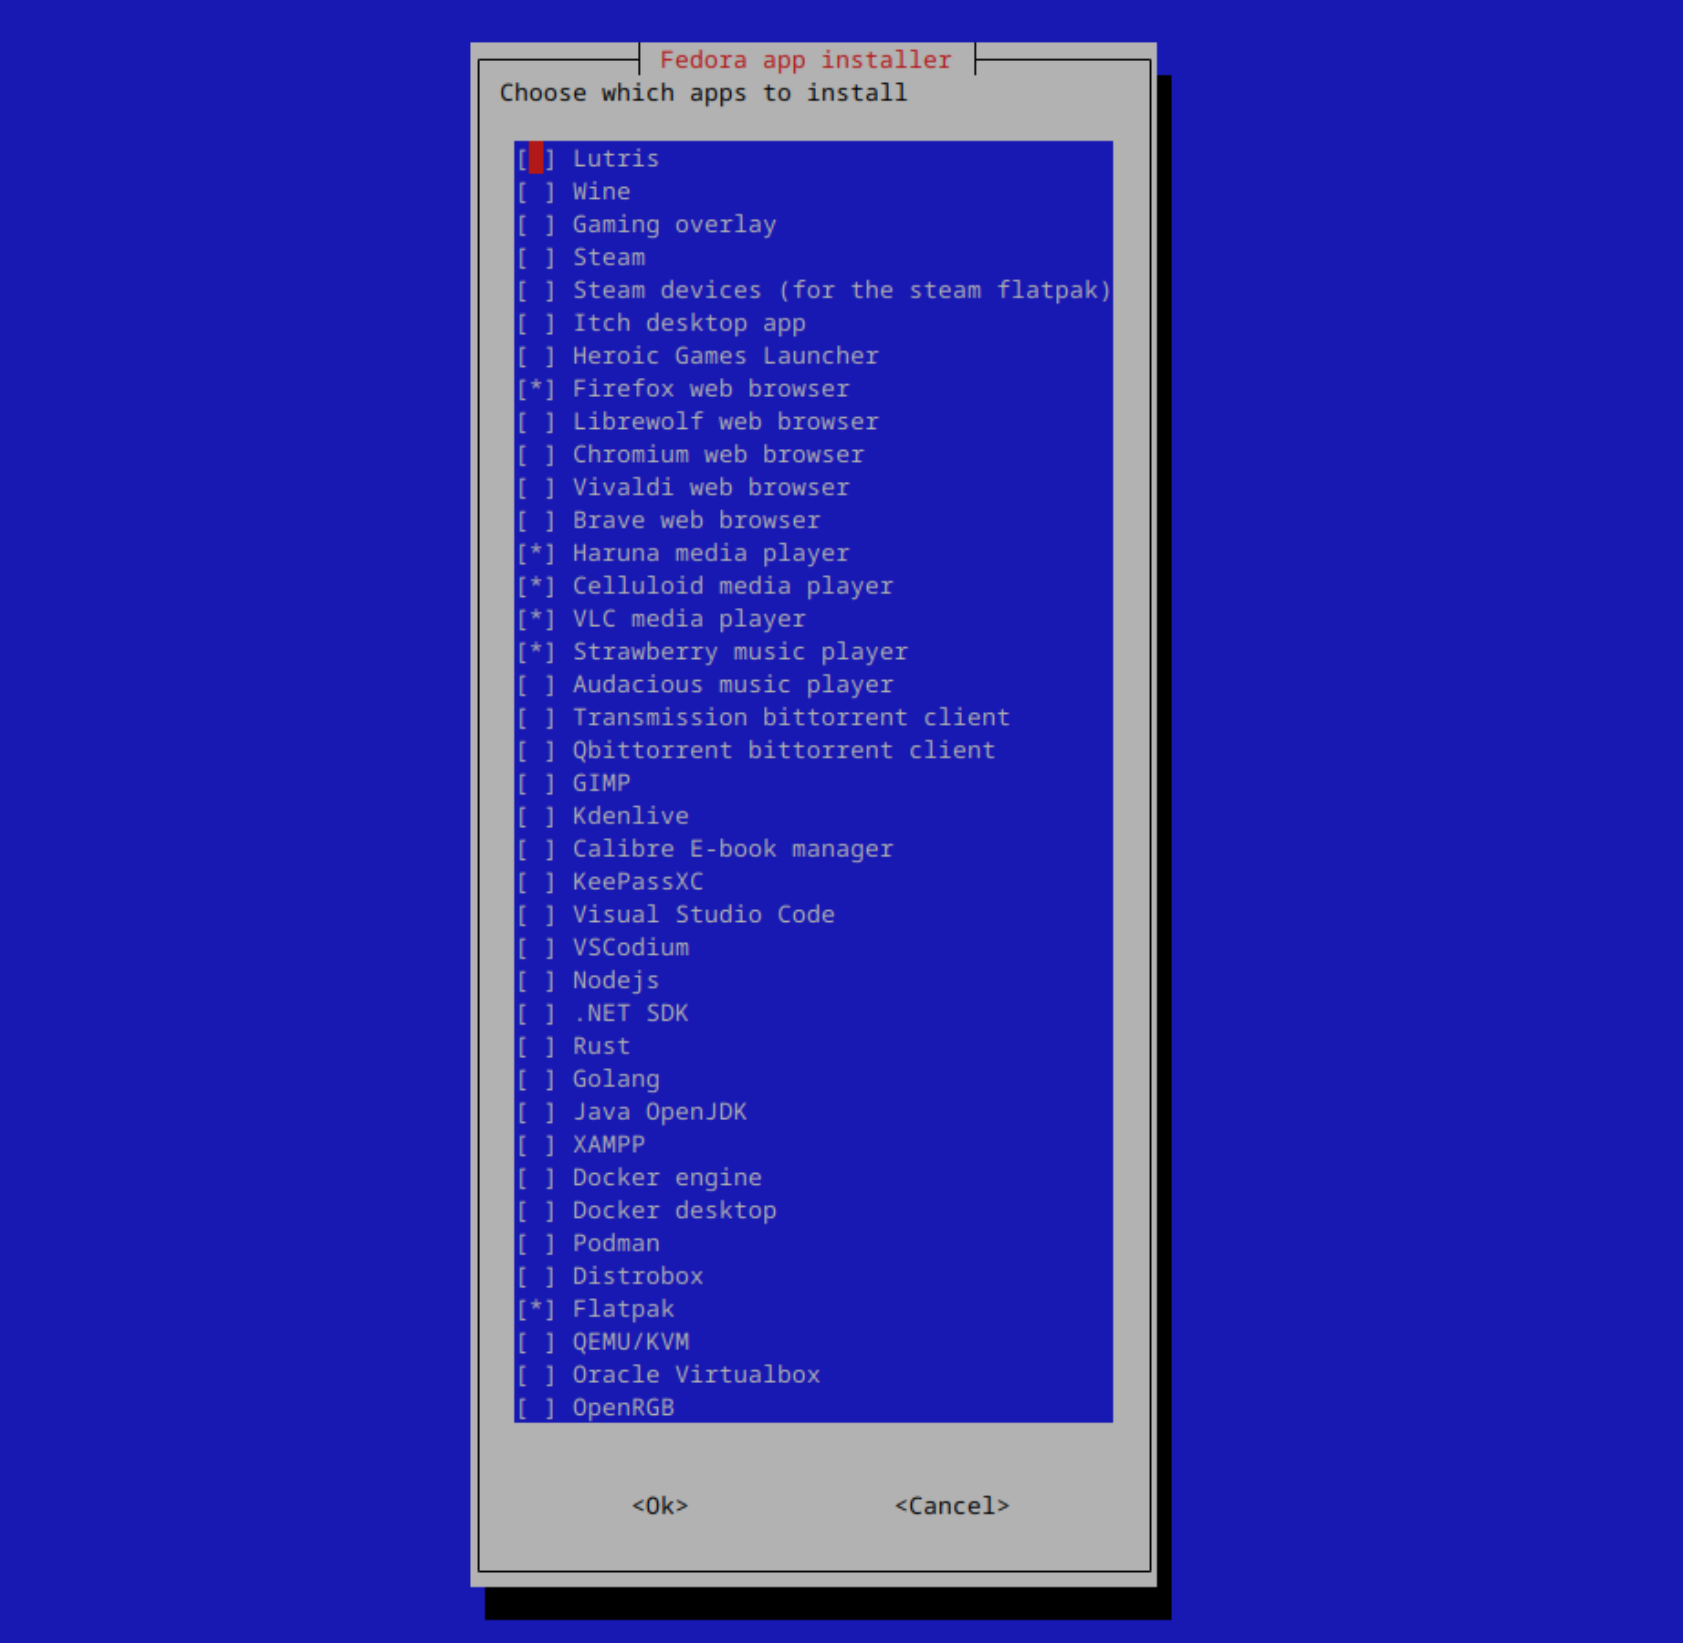 Fedora app installer
Choose which apps to install
[ ] Lutris
[ ] Wine
[ ] Gaming overlay
[ ] Steam
[ ] Steam devices (for the steam flatpak)
[ ] Itch desktop app
[ ] Heroic Games Launcher
[*] Firefox web browser
[ ] Librewolf web browser
[ ] Chromium web browser
[ ] Vivaldi web browser
[ ] Brave web browser
[*] Haruna media player
[*] Celluloid media player
[*] VLC media player
[*] Strawberry music player
[ ] Audacious music player
[ ] Transmission bittorrent client
[ ] Qbittorrent bittorrent client
[ ] GIMP
[ ] Kdenlive
[ ] Calibre E-book manager
[ ] KeePassXC
[ ] Visual Studio Code
[ ] VSCodium
[ ] Nodejs
[ ] .NET SDK
[ ] Rust
[ ] Golang
[ ] Java OpenJDK
[ ] XAMPP
[ ] Docker engine
[ ] Docker desktop
[ ] Podman
[ ] Distrobox
[*] Flatpak
[ ] QEMU/KVM
[ ] Oracle Virtualbox
[ ] OpenRGB
<Ok> <Cancel>